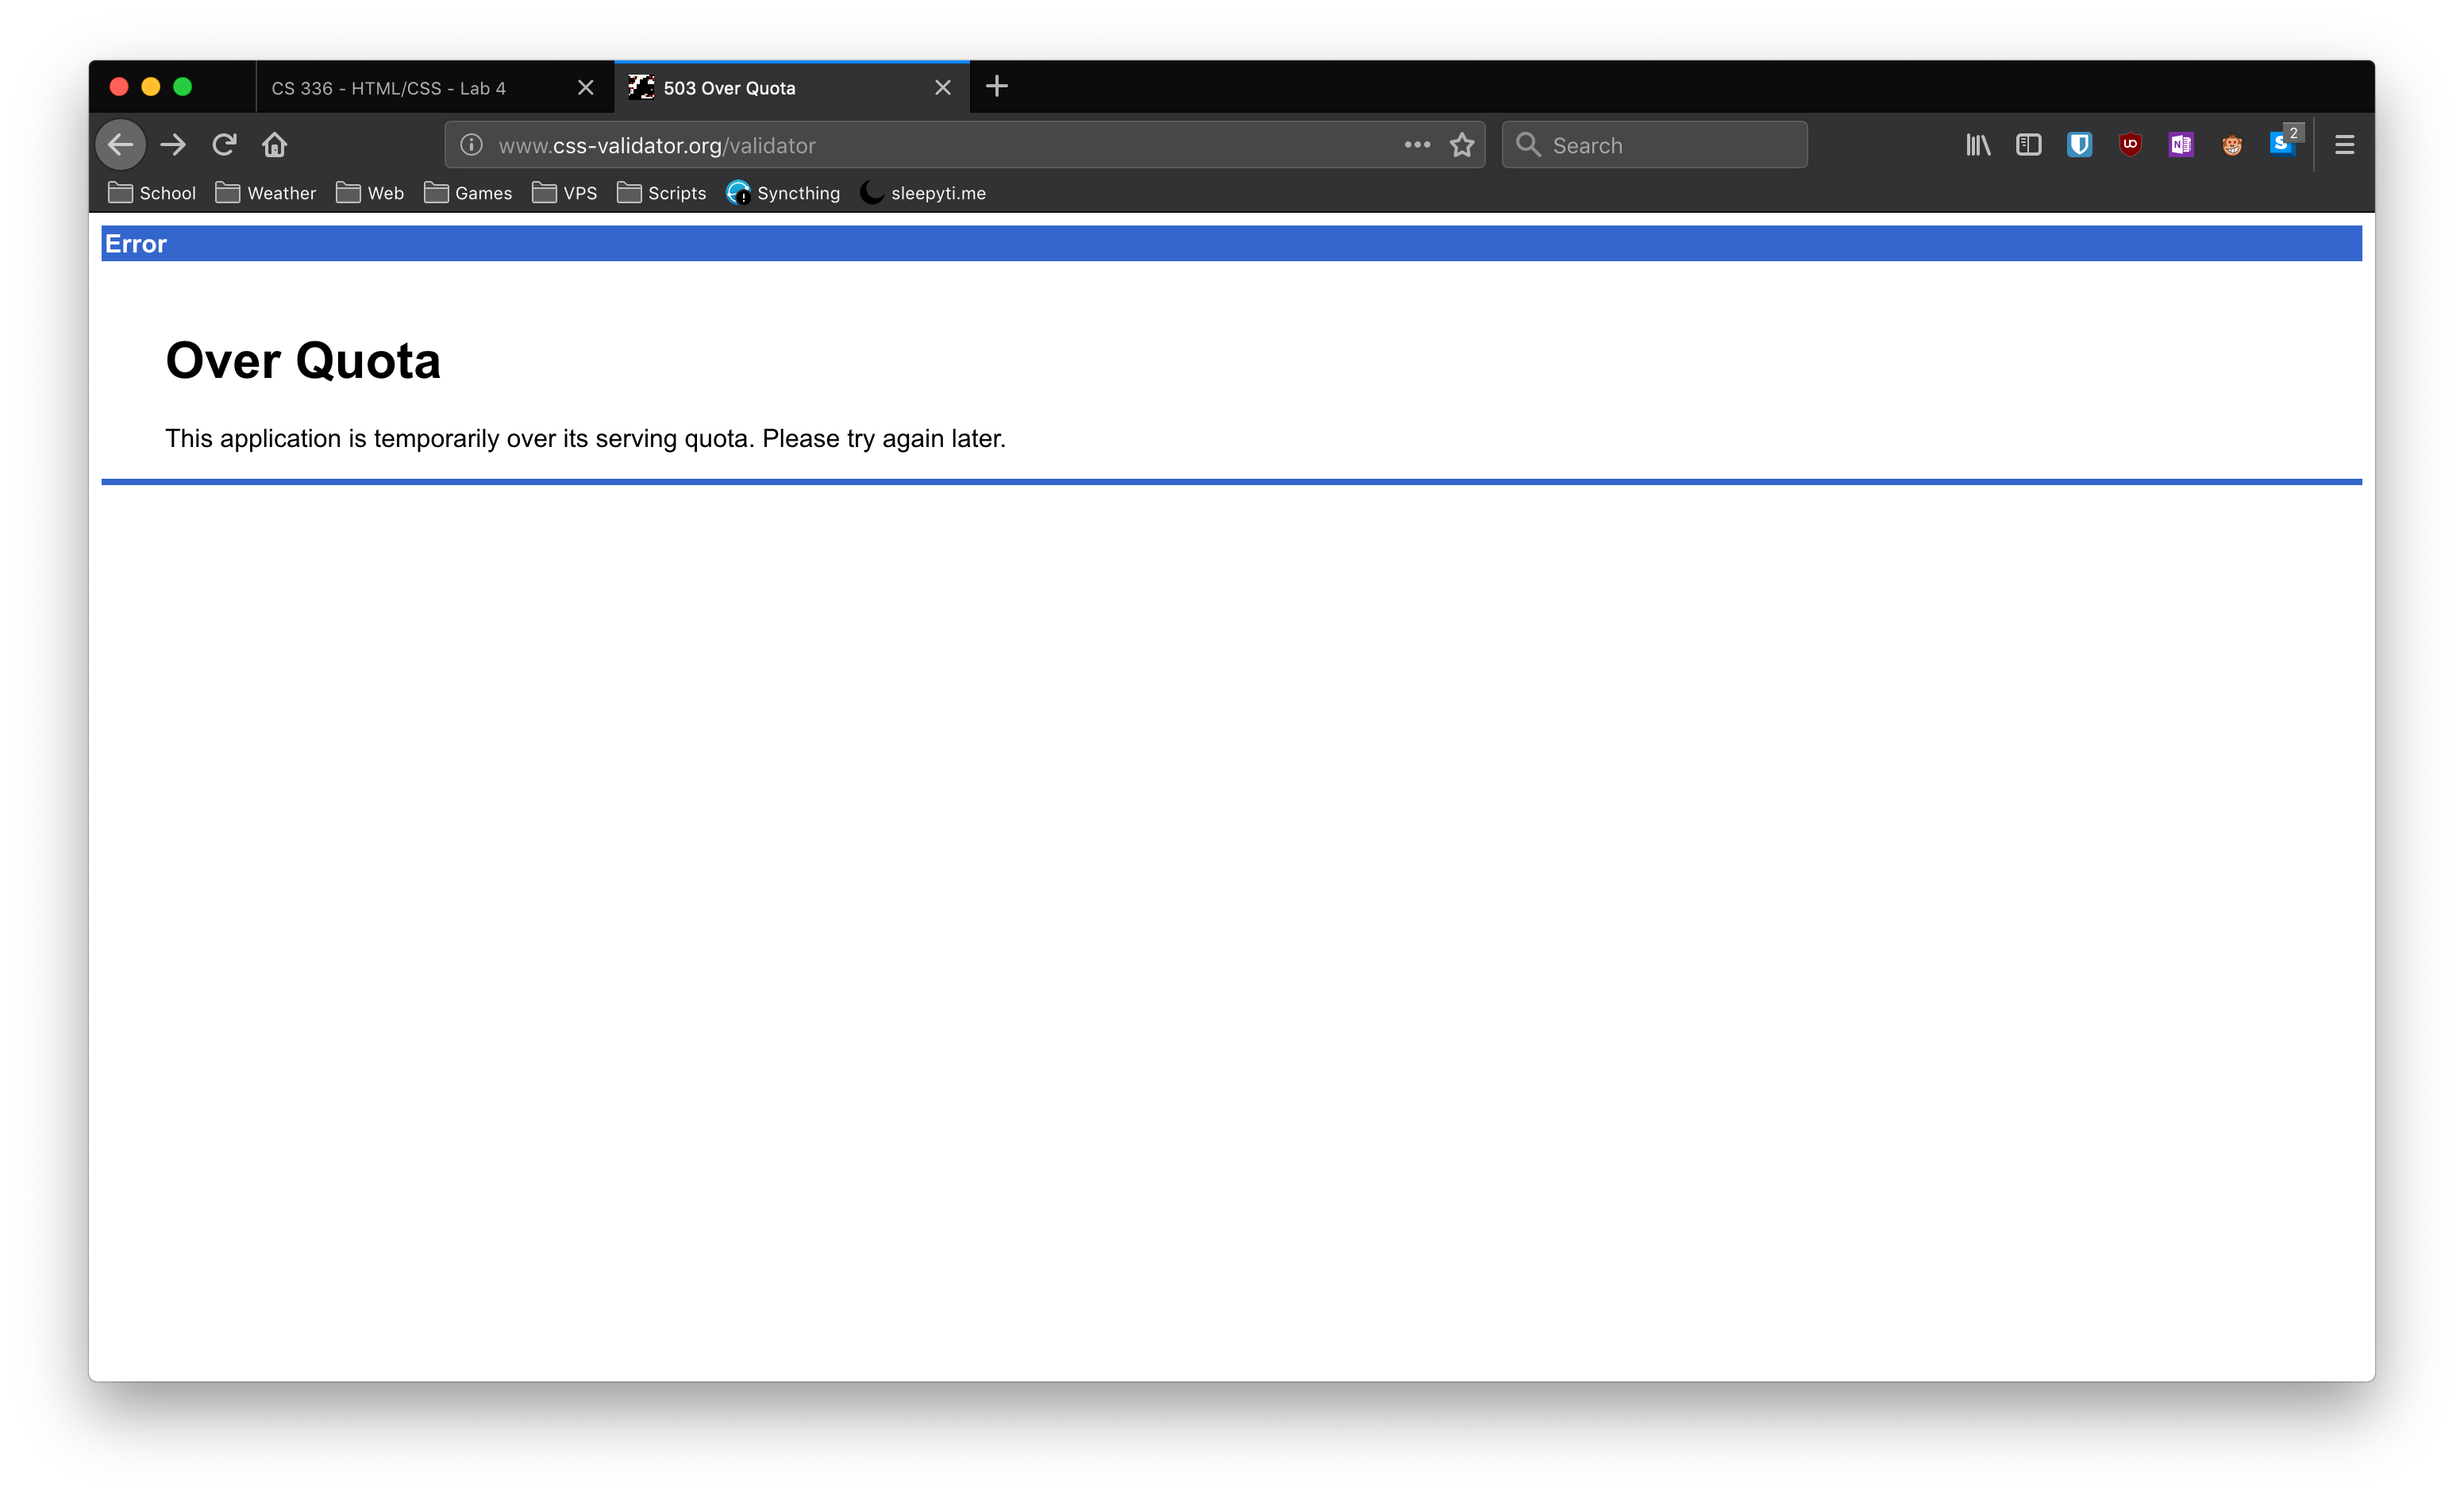 CS 336 - HTML/CSS - Lab 4
503 Over Quota
www.css-validator.org/validator
Search
2
School Weather Web Games VPS Scripts Syncthing sleepyti.me
Error
Over Quota
This application is temporarily over its serving quota. Please try again later.